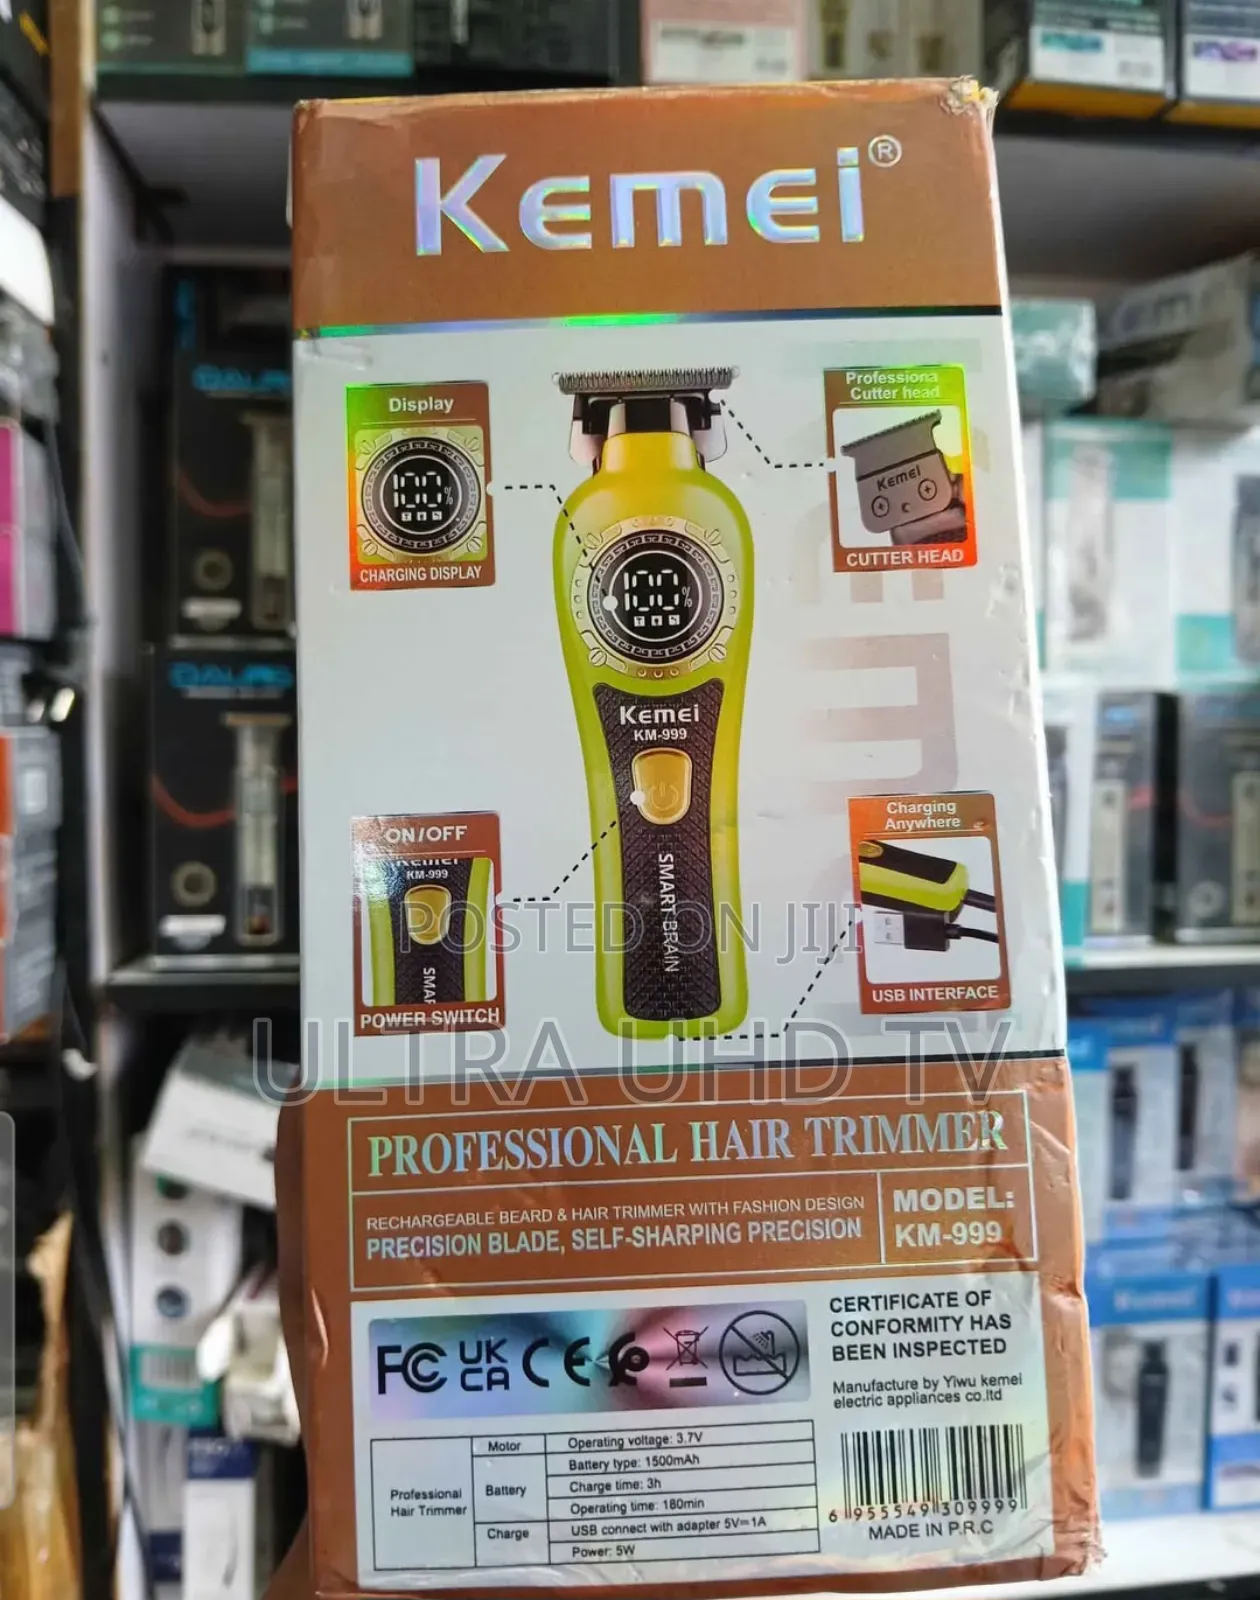 Kemei®
Display
100%
CHARGING DISPLAY
Professiona
Cutter head
Kemei
CUTTER HEAD
100%
Kemei
KM-999
SMART BRAIN
ON/OFF
Kemei
KM-999
SMAR
POWER SWITCH
Charging
Anywhere
USB INTERFACE
POSTED ON JIJI
ULTRA UHD TV
PROFESSIONAL HAIR TRIMMER
RECHARGEABLE BEARD & HAIR TRIMMER WITH FASHION DESIGN
PRECISION BLADE, SELF-SHARPING PRECISION
MODEL:
KM-999
FC UK CA CE
CERTIFICATE OF
CONFORMITY HAS
BEEN INSPECTED
Manufacture by Yiwu kemei
electric appliances co.ltd
Professional
Hair Trimmer
Motor
Operating voltage: 3.7V
Battery
Battery type: 1500mAh
Charge time: 3h
Operating time: 180min
Charge
USB connect with adapter 5V=1A
Power: 5W
6 955549 309999
MADE IN P.R.C